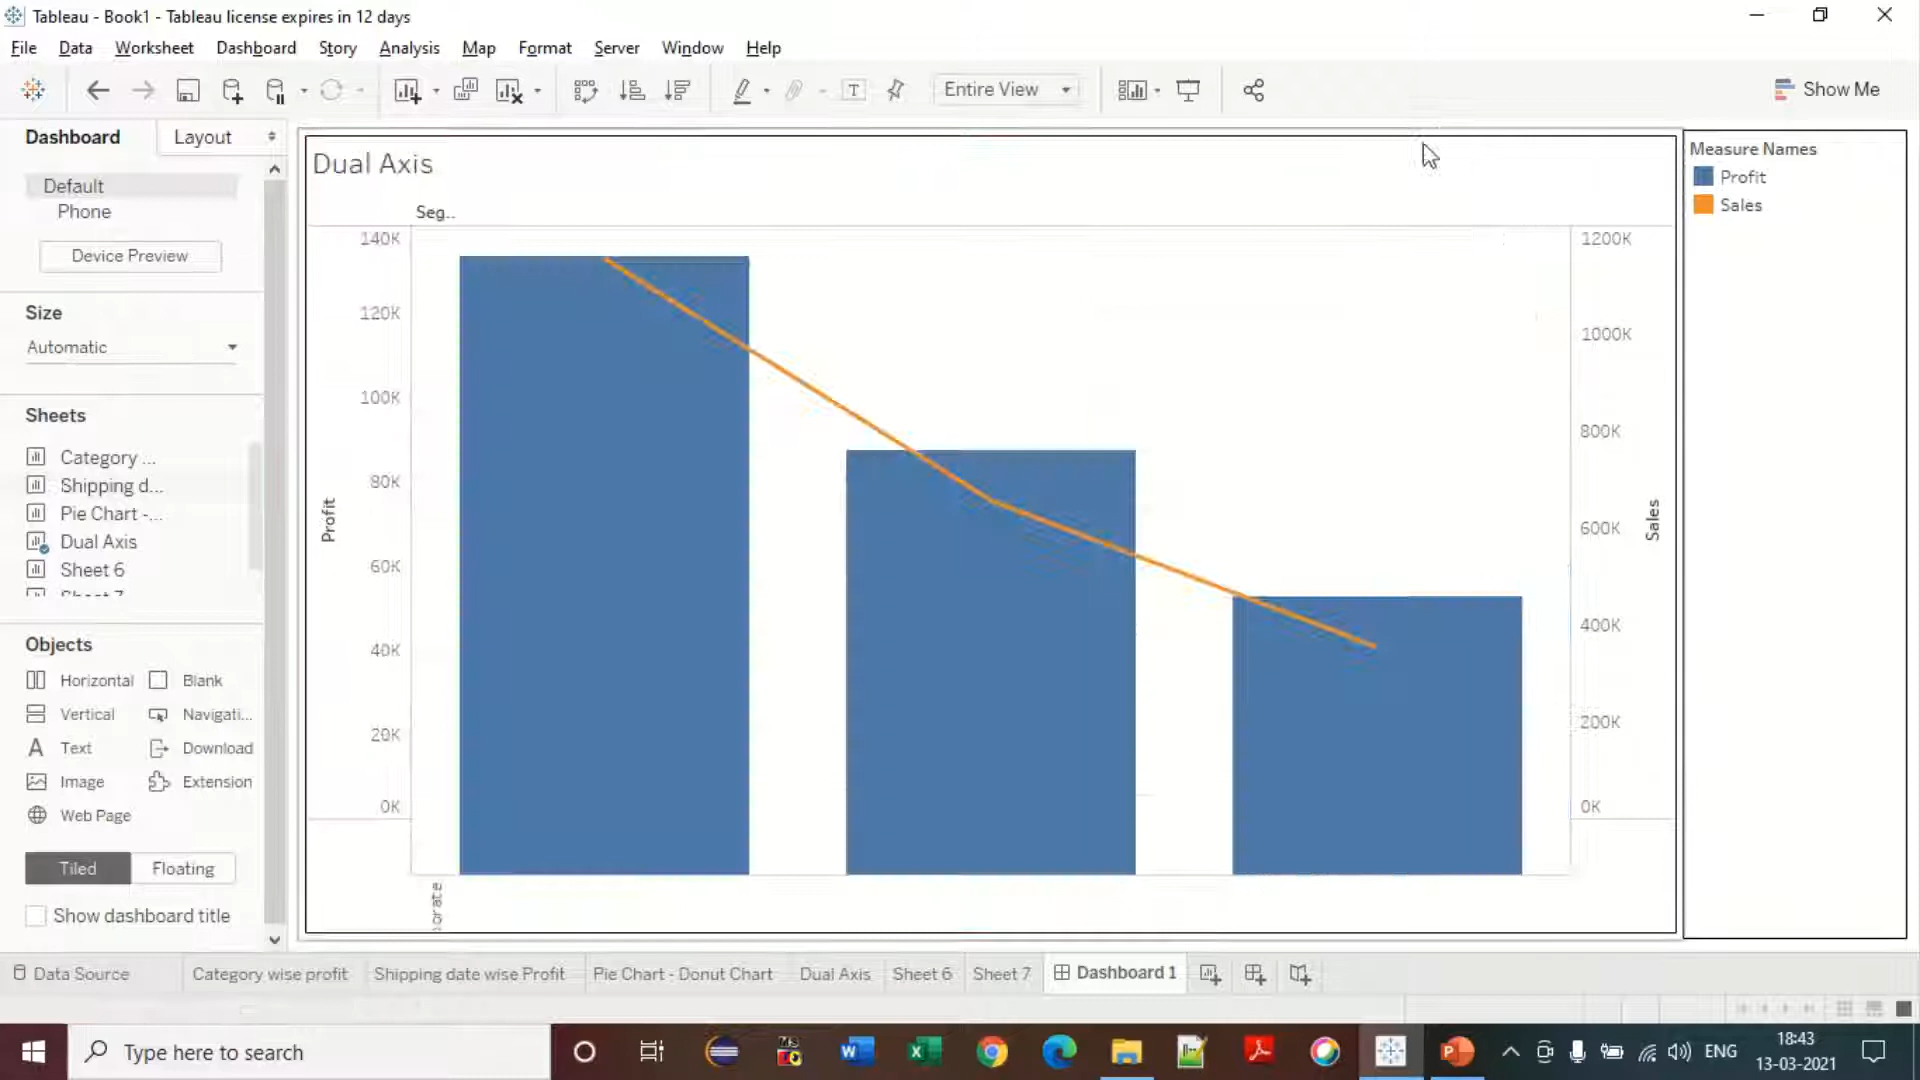 Tableau - Book1 - Tableau license expires in 12 days
File Data Worksheet Dashboard Story Analysis Map Format Server Window Help
Entire View
Show Me
Dashboard Layout
Default
Phone
Device Preview
Size
Automatic
Sheets
Category ...
Shipping d...
Pie Chart -...
Dual Axis
Sheet 6
Objects
Horizontal Blank
Vertical Navigati...
A Text Download
Image Extension
Web Page
Tiled Floating
Show dashboard title
Dual Axis
Seg..
140K
120K
100K
80K
60K
40K
20K
0K
Profit
1200K
1000K
800K
600K
400K
200K
0K
Sales
Measure Names
Profit
Sales
Data Source Category wise profit Shipping date wise Profit Pie Chart - Donut Chart Dual Axis Sheet 6 Sheet 7 Dashboard 1
Type here to search
ENG
18:43
13-03-2021